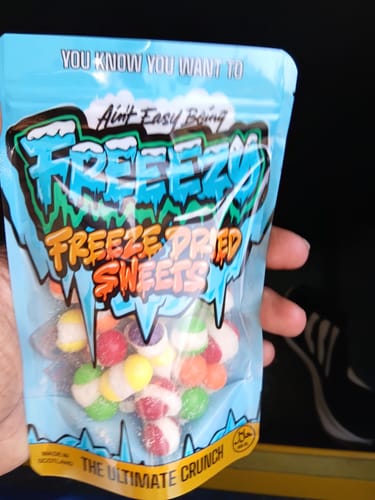 YOU KNOW YOU WANT TO
Ain't Easy Being
FREEEZY
FREEZE DRIED
SWEETS
MADE IN
SCOTLAND
THE ULTIMATE CRUNCH